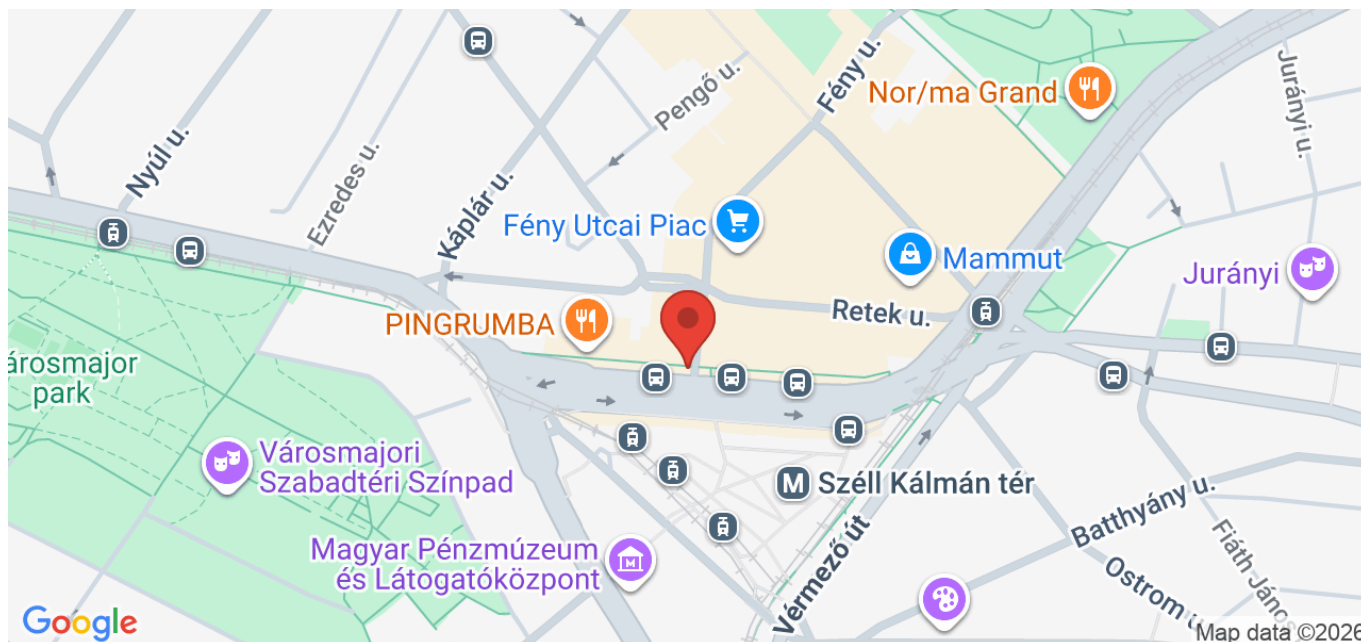 Fény u.
Pengő u.
Nor/ma Grand
Jurányi u.
Nyúl u.
Ezredes u.
Káplár u.
Fény Utcai Piac
Mammut
Jurányi
PINGRUMBA
Retek u.
árosmajor
park
Városmajori
Szabadtéri Színpad
M
Széll Kálmán tér
Magyar Pénzmúzeum
és Látogatóközpont
M
Vérmező út
Batthyány u.
Ostrom u
Fiáth János
Google
Map data ©2026